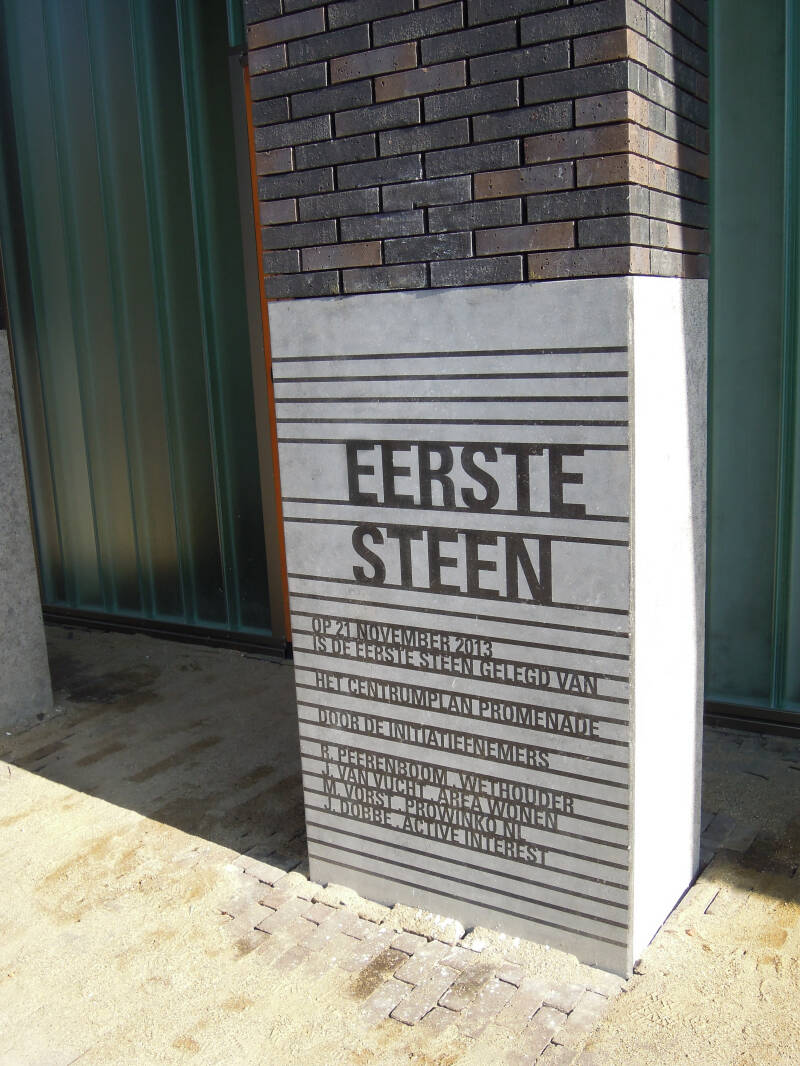 EERSTE
STEEN
OP 21 NOVEMBER 2013
IS DE EERSTE STEEN GELEGD VAN
HET CENTRUMPLAN PROMENADE
DOOR DE INITIATIEFNEMERS
R. PEERENBOOM . WETHOUDER
J. VAN VUCHT . AREA WONEN
M. VORST . PROWINKO NL
J. DOBBE . ACTIVE INTEREST